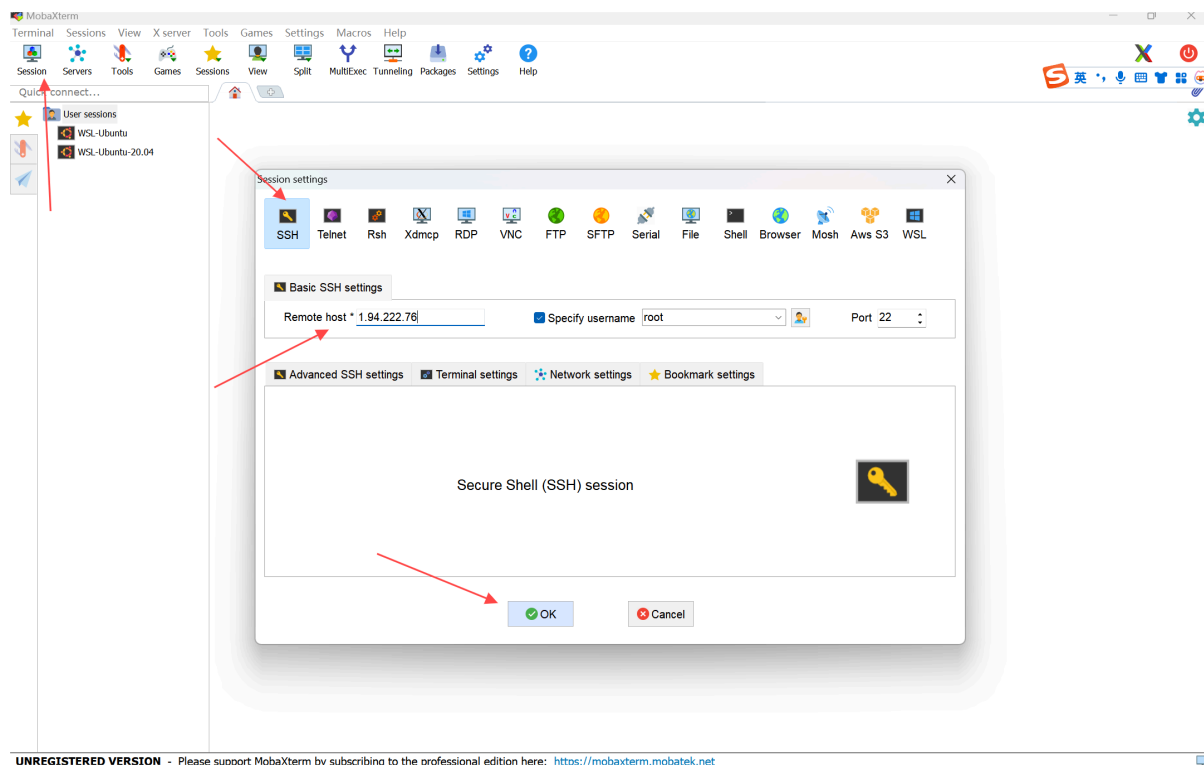 MobaXterm
Terminal Sessions View X server Tools Games Settings Macros Help
Session Servers Tools Games Sessions View Split MultiExec Tunneling Packages Settings Help
英
Quick connect...
User sessions
WSL-Ubuntu
WSL-Ubuntu-20.04
Session settings
SSH Telnet Rsh Xdmcp RDP VNC FTP SFTP Serial File Shell Browser Mosh Aws S3 WSL
Basic SSH settings
Remote host * 1.94.222.76 Specify username root Port 22
Advanced SSH settings Terminal settings Network settings Bookmark settings
Secure Shell (SSH) session
OK Cancel
UNREGISTERED VERSION - Please support MobaXterm by subscribing to the professional edition here: https://mobaxterm.mobatek.net